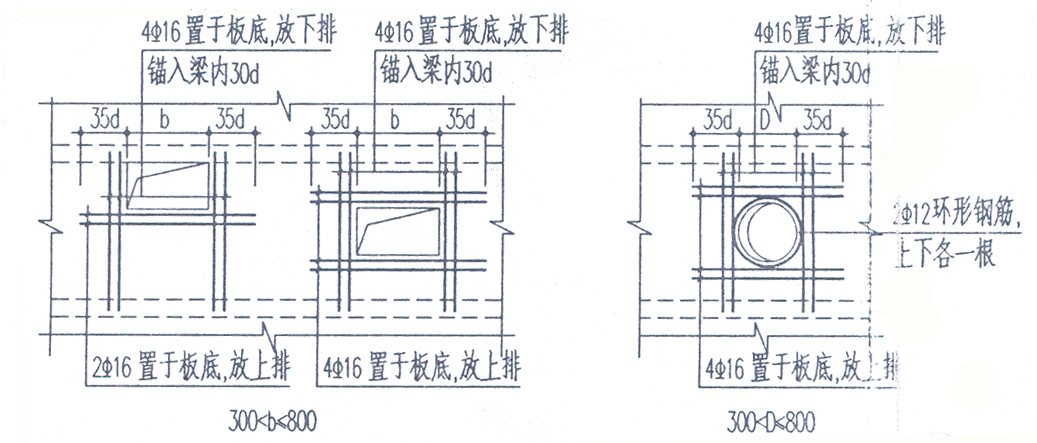 4Φ16 置于板底,放下排
锚入梁内30d
4Φ16 置于板底,放下排
锚入梁内30d
4Φ16 置于板底,放下排
锚入梁内30d
35d b 35d
35d b 35d
35d D 35d
2Φ12 环形钢筋,
上下各一根
2Φ16 置于板底,放上排
4Φ16 置于板底,放上排
4Φ16 置于板底,放上排
300<b≤800
300<D≤800